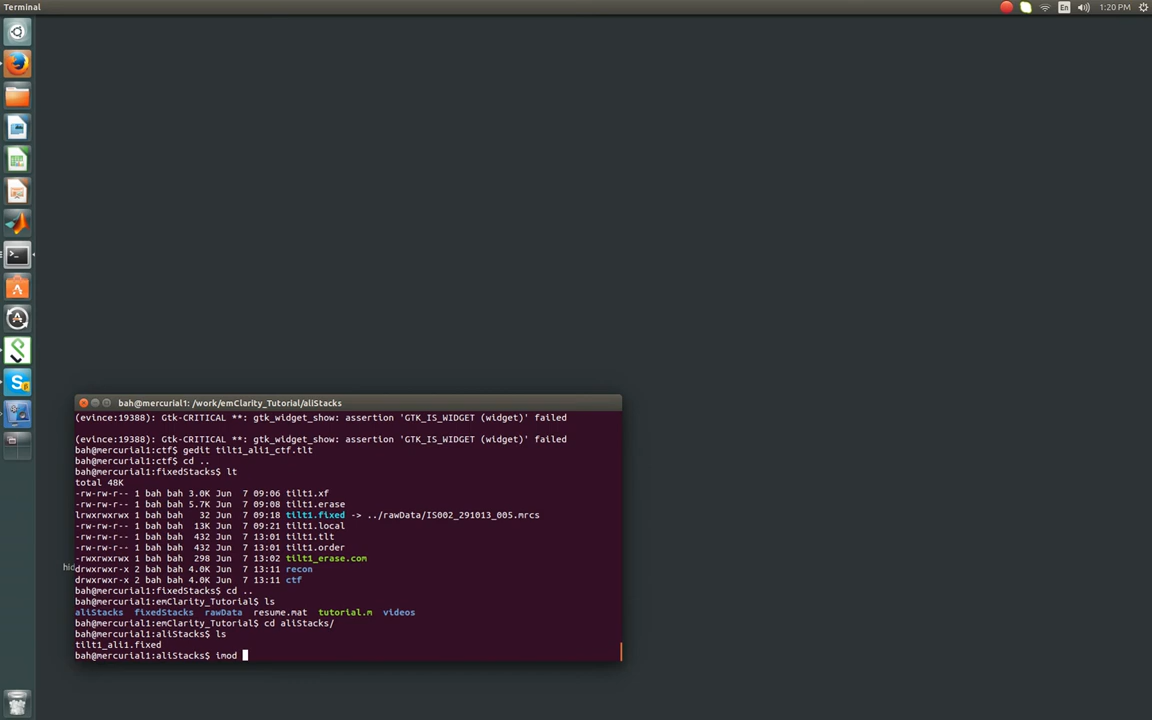 Terminal
En
1:20 PM
bah@mercurial1: /work/emClarity_Tutorial/aliStacks
(evince:19388): Gtk-CRITICAL **: gtk_widget_show: assertion 'GTK_IS_WIDGET (widget)' failed
(evince:19388): Gtk-CRITICAL **: gtk_widget_show: assertion 'GTK_IS_WIDGET (widget)' failed
bah@mercurial1:ctf$ gedit tilt1_ali1_ctf.tlt
bah@mercurial1:ctf$ cd ..
bah@mercurial1:fixedStacks$ lt
total 48K
-rw-rw-r-- 1 bah bah 3.0K Jun  7 09:06 tilt1.xf
-rw-rw-r-- 1 bah bah 5.7K Jun  7 09:08 tilt1.erase
lrwxrwxrwx 1 bah bah   32 Jun  7 09:18 tilt1.fixed -> ../rawData/IS002_291013_005.mrcs
-rw-rw-r-- 1 bah bah  13K Jun  7 09:21 tilt1.local
-rw-rw-r-- 1 bah bah  432 Jun  7 13:01 tilt1.tlt
-rw-rw-r-- 1 bah bah  432 Jun  7 13:01 tilt1.order
-rwxrwxrwx 1 bah bah  298 Jun  7 13:02 tilt1_erase.com
hid
drwxrwxr-x 2 bah bah 4.0K Jun  7 13:11 recon
drwxrwxr-x 2 bah bah 4.0K Jun  7 13:11 ctf
bah@mercurial1:fixedStacks$ cd ..
bah@mercurial1:emClarity_Tutorial$ ls
aliStacks  fixedStacks  rawData  resume.mat  tutorial.m  videos
bah@mercurial1:emClarity_Tutorial$ cd aliStacks/
bah@mercurial1:aliStacks$ ls
tilt1_ali1.fixed
bah@mercurial1:aliStacks$ imod